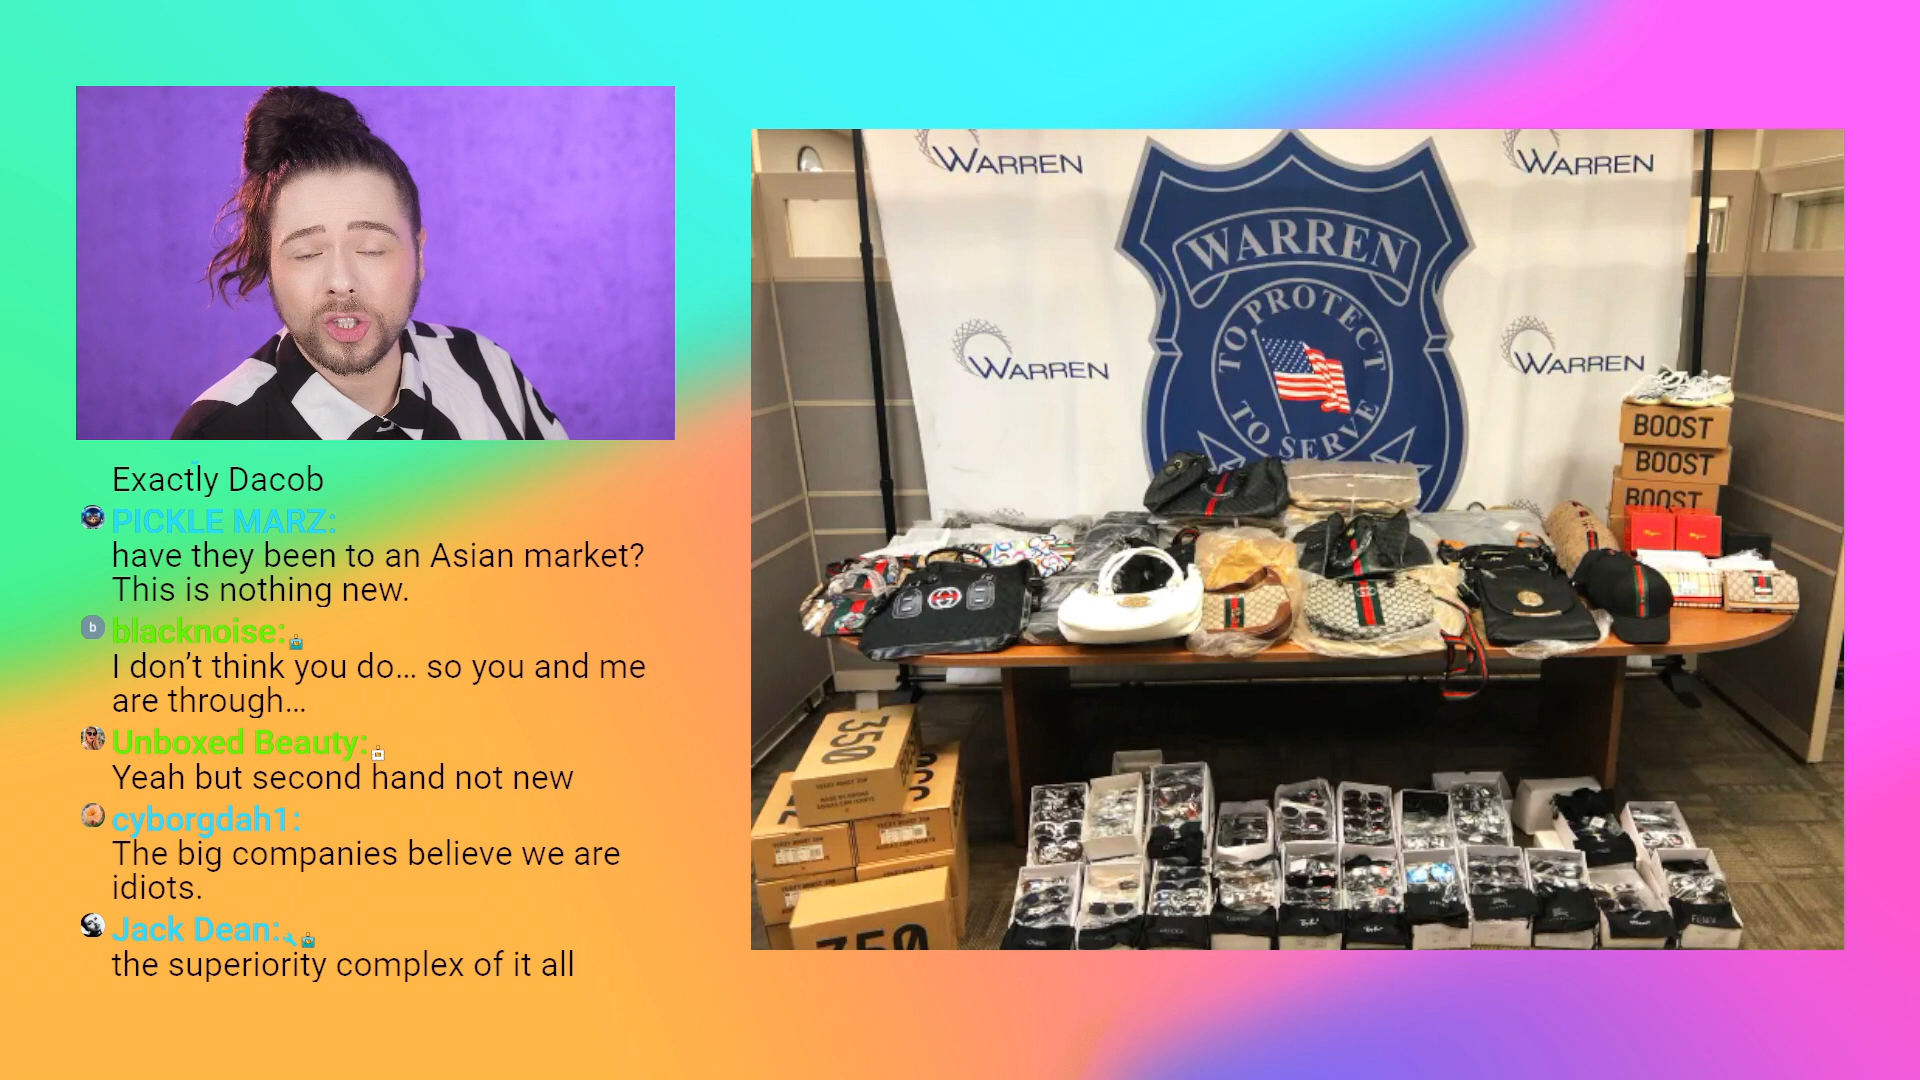 Exactly Dacob
PICKLE MARZ:
have they been to an Asian market?
This is nothing new.
b
blacknoise:
I don't think you do... so you and me
are through...
Unboxed Beauty:
Yeah but second hand not new
cyborgdah1:
The big companies believe we are
idiots.
Jack Dean:
the superiority complex of it all
WARREN
WARREN
WARREN
TO PROTECT
TO SERVE
WARREN
WARREN
BOOST
BOOST
BOOST
350
350
FENDI